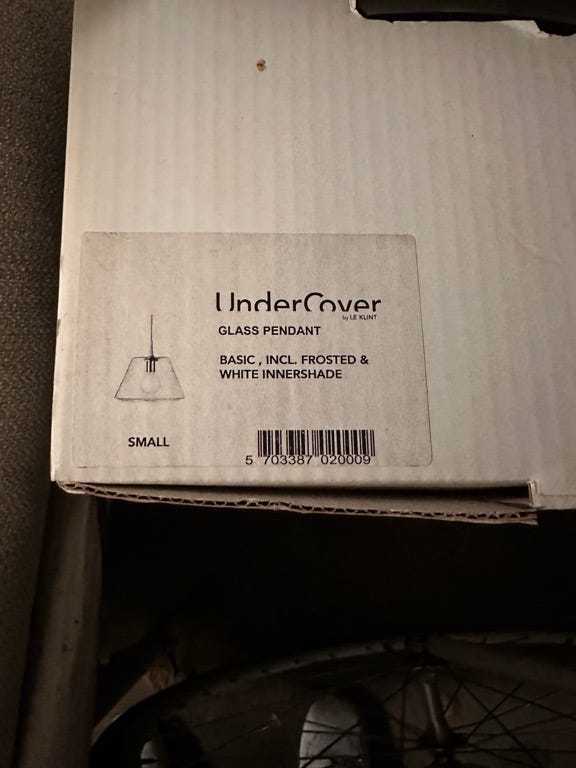 UnderCover
by LE KLINT
GLASS PENDANT
BASIC , INCL. FROSTED &
WHITE INNERSHADE
SMALL
5 703387 020009